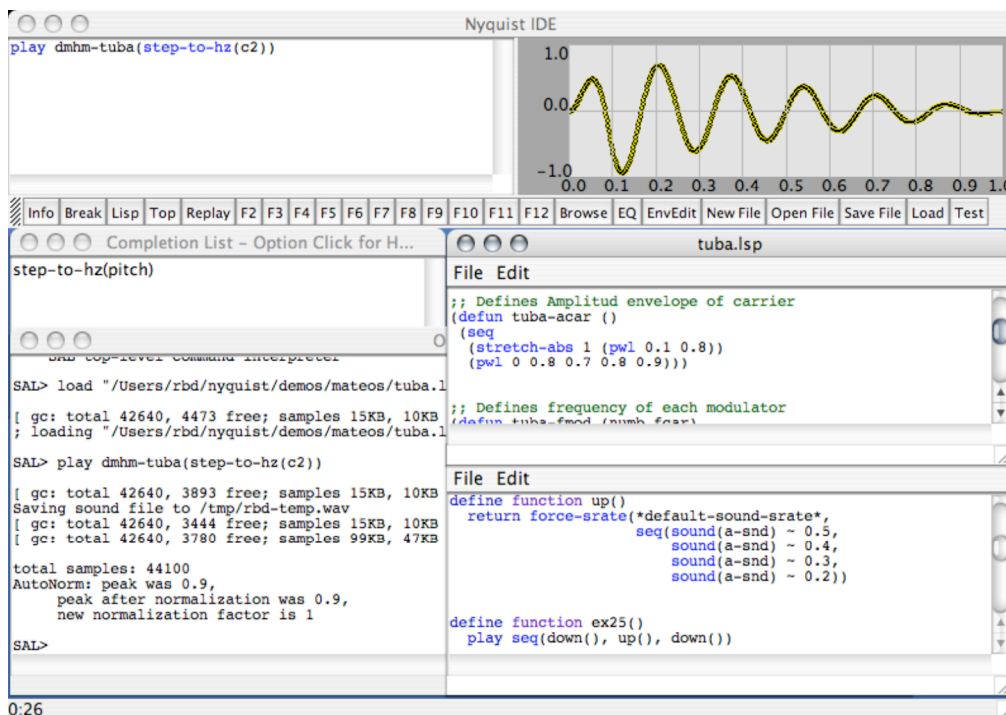 Nyquist IDE
play dmhm-tuba(step-to-hz(c2))
1.0
0.0
-1.0
0.0 0.1 0.2 0.3 0.4 0.5 0.6 0.7 0.8 0.9 1.0
Info Break Lisp Top Replay F2 F3 F4 F5 F6 F7 F8 F9 F10 F11 F12 Browse EQ EnvEdit New File Open File Save File Load Test
Completion List – Option Click for H...
step-to-hz(pitch)
O
SAL top-level command interpreter
SAL> load "/Users/rbd/nyquist/demos/mateos/tuba.l
[ gc: total 42640, 4473 free; samples 15KB, 10KB
; loading "/Users/rbd/nyquist/demos/mateos/tuba.l
SAL> play dmhm-tuba(step-to-hz(c2))
[ gc: total 42640, 3893 free; samples 15KB, 10KB
Saving sound file to /tmp/rbd-temp.wav
[ gc: total 42640, 3444 free; samples 15KB, 10KB
[ gc: total 42640, 3780 free; samples 99KB, 47KB
total samples: 44100
AutoNorm: peak was 0.9,
peak after normalization was 0.9,
new normalization factor is 1
SAL>
tuba.lsp
File Edit
;; Defines Amplitud envelope of carrier
(defun tuba-acar ()
(seq
(stretch-abs 1 (pwl 0.1 0.8))
(pwl 0 0.8 0.7 0.8 0.9)))
;; Defines frequency of each modulator
(defun tuba-fmod (numb fcar)
File Edit
define function up()
return force-srate(*default-sound-srate*,
seq(sound(a-snd) ~ 0.5,
sound(a-snd) ~ 0.4,
sound(a-snd) ~ 0.3,
sound(a-snd) ~ 0.2))
define function ex25()
play seq(down(), up(), down())
0:26